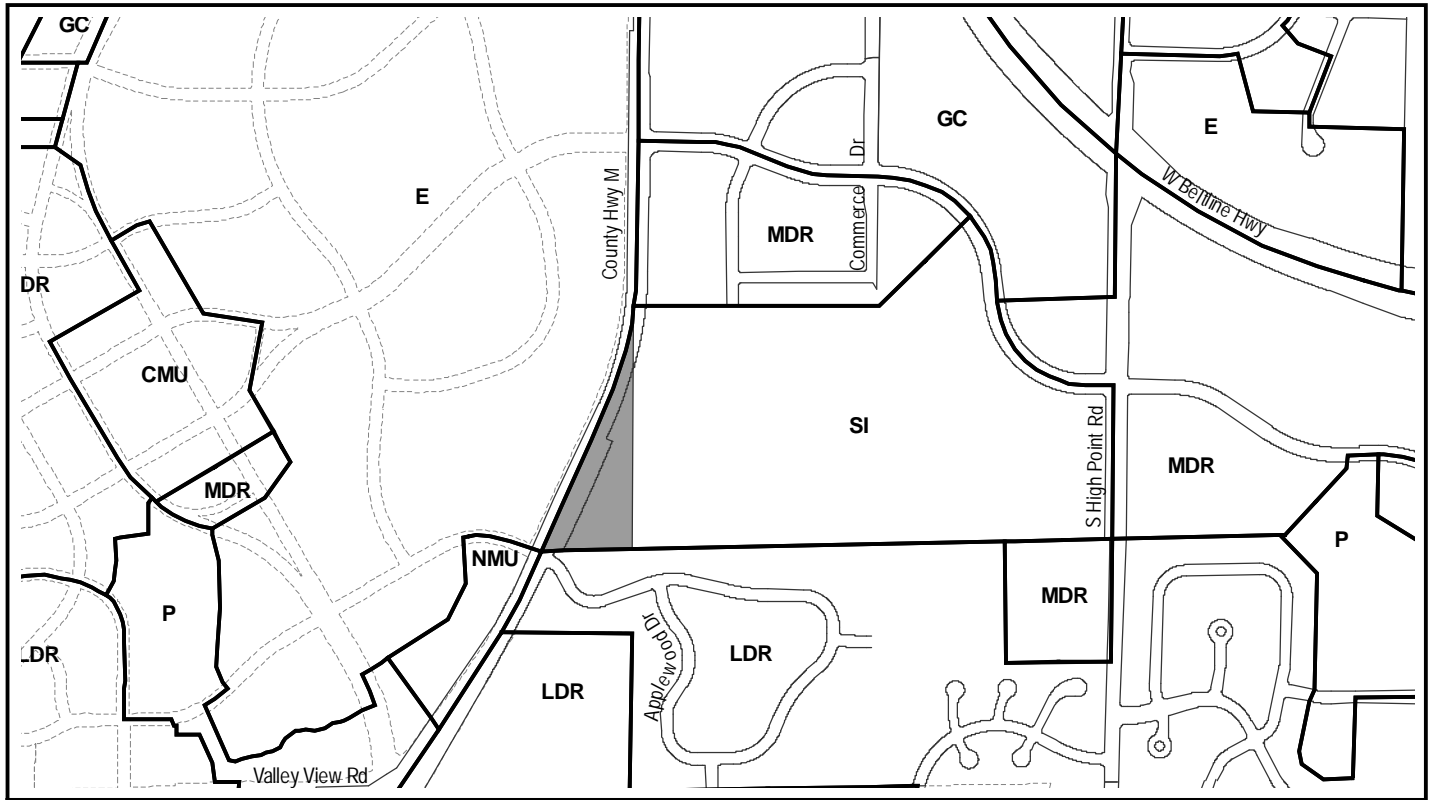 GC
GC
E
W Beltline Hwy
E
County Hwy M
MDR
Commerce Dr
DR
CMU
SI
S High Point Rd
MDR
MDR
P
NMU
MDR
P
LDR
LDR
LDR
Applewood Dr
Valley View Rd